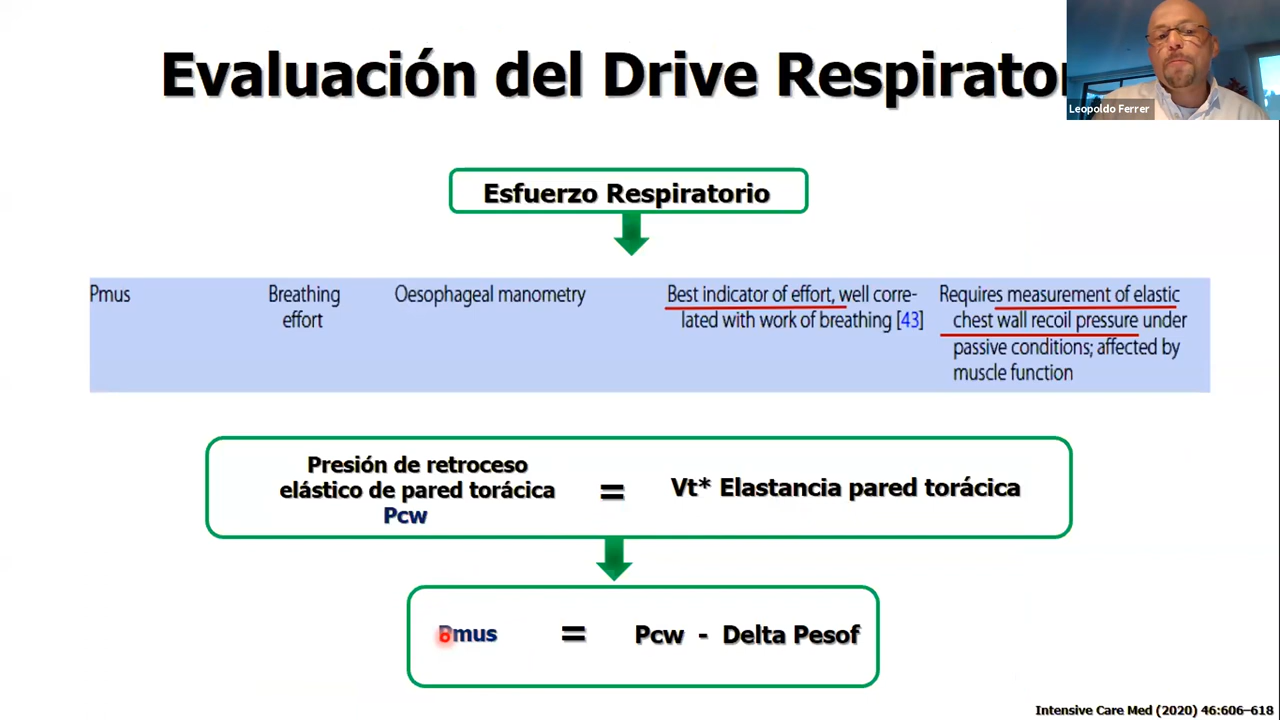 Evaluación del Drive Respirator
Leopoldo Ferrer
Esfuerzo Respiratorio
Pmus
Breathing
effort
Oesophageal manometry
Best indicator of effort, well corre-
lated with work of breathing [43]
Requires measurement of elastic
chest wall recoil pressure under
passive conditions; affected by
muscle function
Presión de retroceso
elástico de pared torácica
Pcw
=
Vt* Elastancia pared torácica
Pmus = Pcw - Delta Pesof
Intensive Care Med (2020) 46:606–618